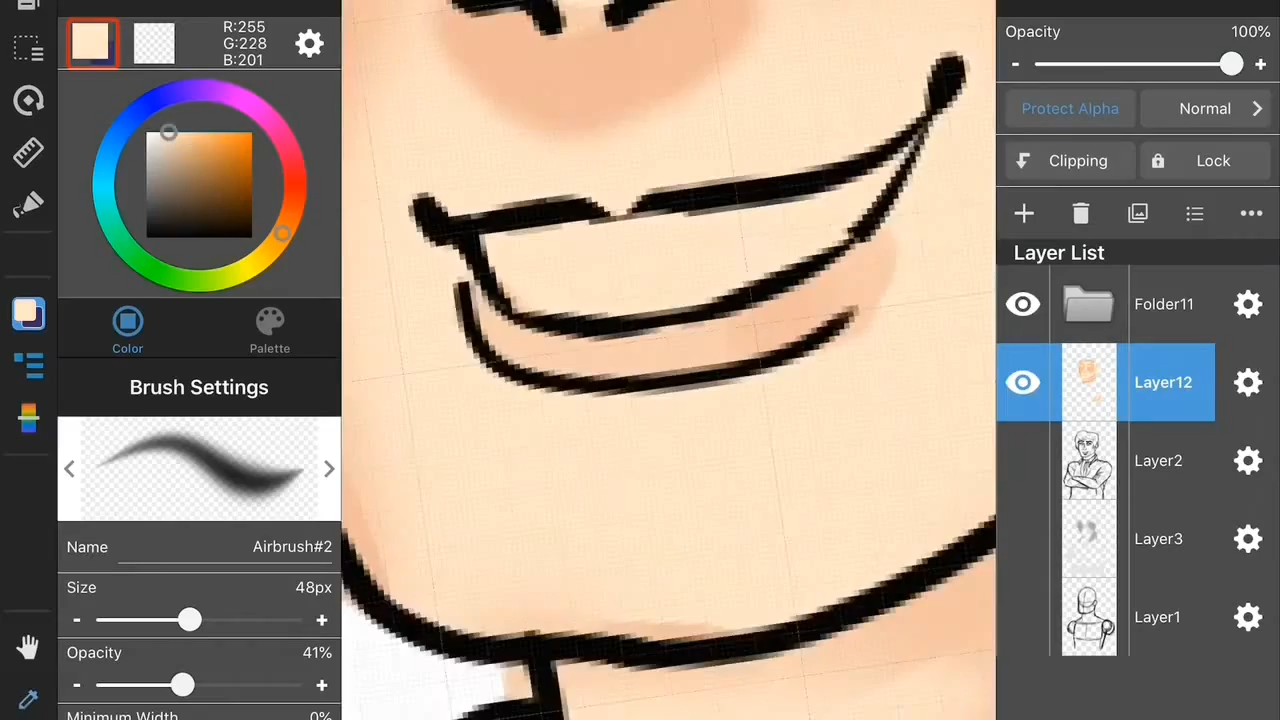 R:255
G:228
B:201
Color
Palette
Brush Settings
Name
Airbrush#2
Size
48px
-
+
Opacity
41%
-
+
Minimum Width
0%
Opacity
100%
-
+
Protect Alpha
Normal
Clipping
Lock
Layer List
Folder11
Layer12
Layer2
Layer3
Layer1